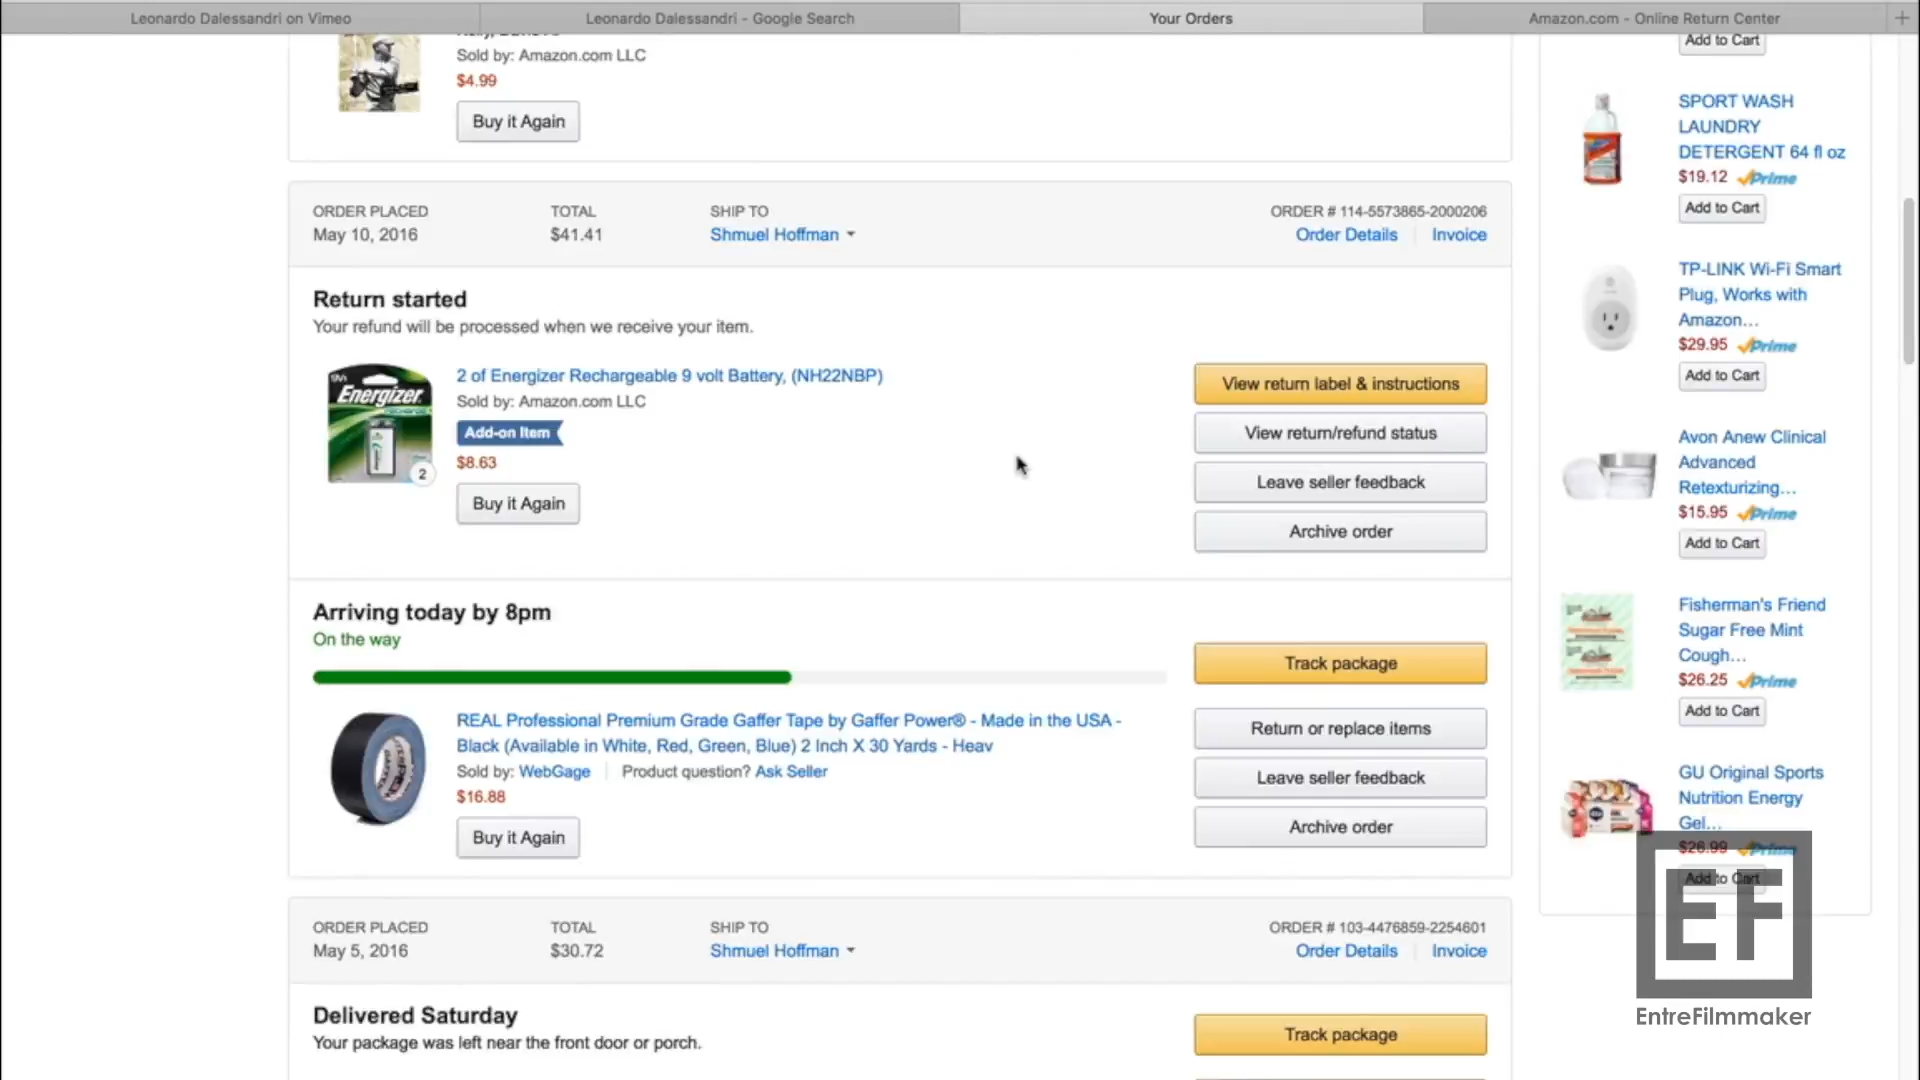 Leonardo Dalessandri on Vimeo
Leonardo Dalessandri - Google Search
Your Orders
Amazon.com - Online Return Center
Sold by: Amazon.com LLC
$4.99
Buy it Again
ORDER PLACED
May 10, 2016
TOTAL
$41.41
SHIP TO
Shmuel Hoffman
ORDER # 114-5573865-2000206
Order Details
Invoice
Return started
Your refund will be processed when we receive your item.
9V
Energizer
2
2 of Energizer Rechargeable 9 volt Battery, (NH22NBP)
Sold by: Amazon.com LLC
Add-on Item
$8.63
Buy it Again
View return label & instructions
View return/refund status
Leave seller feedback
Archive order
Arriving today by 8pm
On the way
REAL Professional Premium Grade Gaffer Tape by Gaffer Power® - Made in the USA -
Black (Available in White, Red, Green, Blue) 2 Inch X 30 Yards - Heav
Sold by: WebGage
Product question? Ask Seller
$16.88
Buy it Again
Track package
Return or replace items
Leave seller feedback
Archive order
ORDER PLACED
May 5, 2016
TOTAL
$30.72
SHIP TO
Shmuel Hoffman
ORDER # 103-4476859-2254601
Order Details
Invoice
Delivered Saturday
Your package was left near the front door or porch.
Track package
Add to Cart
SPORT WASH
LAUNDRY
DETERGENT 64 fl oz
$19.12 Prime
Add to Cart
TP-LINK Wi-Fi Smart
Plug, Works with
Amazon...
$29.95 Prime
Add to Cart
Avon Anew Clinical
Advanced
Retexturizing...
$15.95 Prime
Add to Cart
Fisherman's Friend
Sugar Free Mint
Cough...
$26.25 Prime
Add to Cart
GU Original Sports
Nutrition Energy
Gel...
$26.99 Prime
Add to Cart
EF
EntreFilmmaker